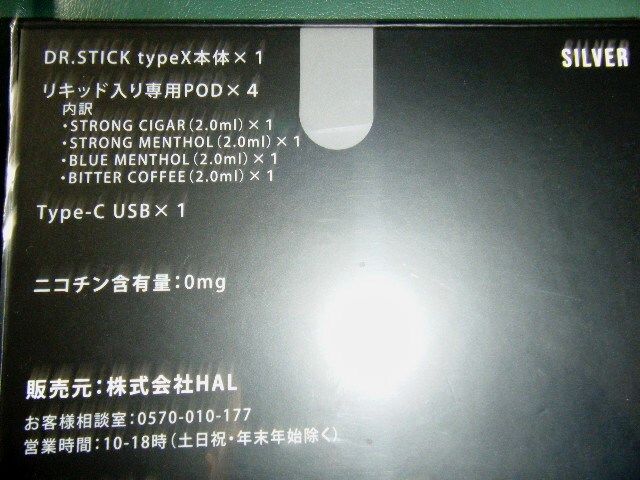 DR.STICK typeX本体×1
SILVER
リキッド入り専用POD×4
内訳
・STRONG CIGAR(2.0ml)×1
・STRONG MENTHOL(2.0ml)×1
・BLUE MENTHOL(2.0ml)×1
・BITTER COFFEE(2.0ml)×1
Type-C USB×1
ニコチン含有量:0mg
販売元:株式会社HAL
お客様相談室:0570-010-177
営業時間:10-18時(土日祝・年末年始除く)